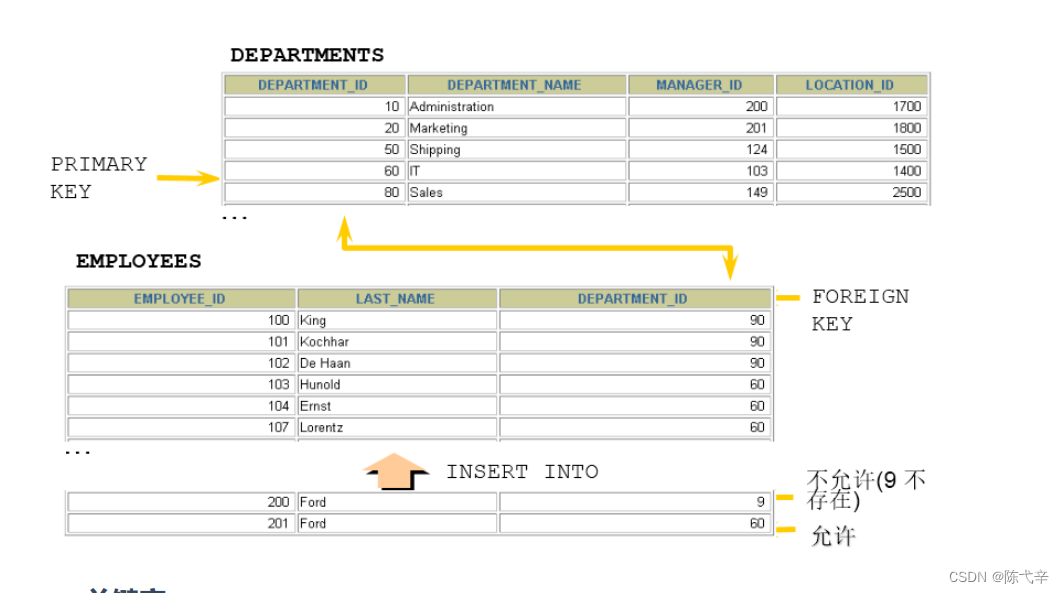 DEPARTMENTS
DEPARTMENT_ID DEPARTMENT_NAME MANAGER_ID LOCATION_ID
10 Administration 200 1700
20 Marketing 201 1800
50 Shipping 124 1500
60 IT 103 1400
80 Sales 149 2500
...
PRIMARY
KEY
EMPLOYEES
EMPLOYEE_ID LAST_NAME DEPARTMENT_ID
100 King 90
101 Kochhar 90
102 De Haan 90
103 Hunold 60
104 Ernst 60
107 Lorentz 60
...
FOREIGN
KEY
INSERT INTO
200 Ford 9
201 Ford 60
不允许(9 不
存在)
允许
CSDN @陈弋辛